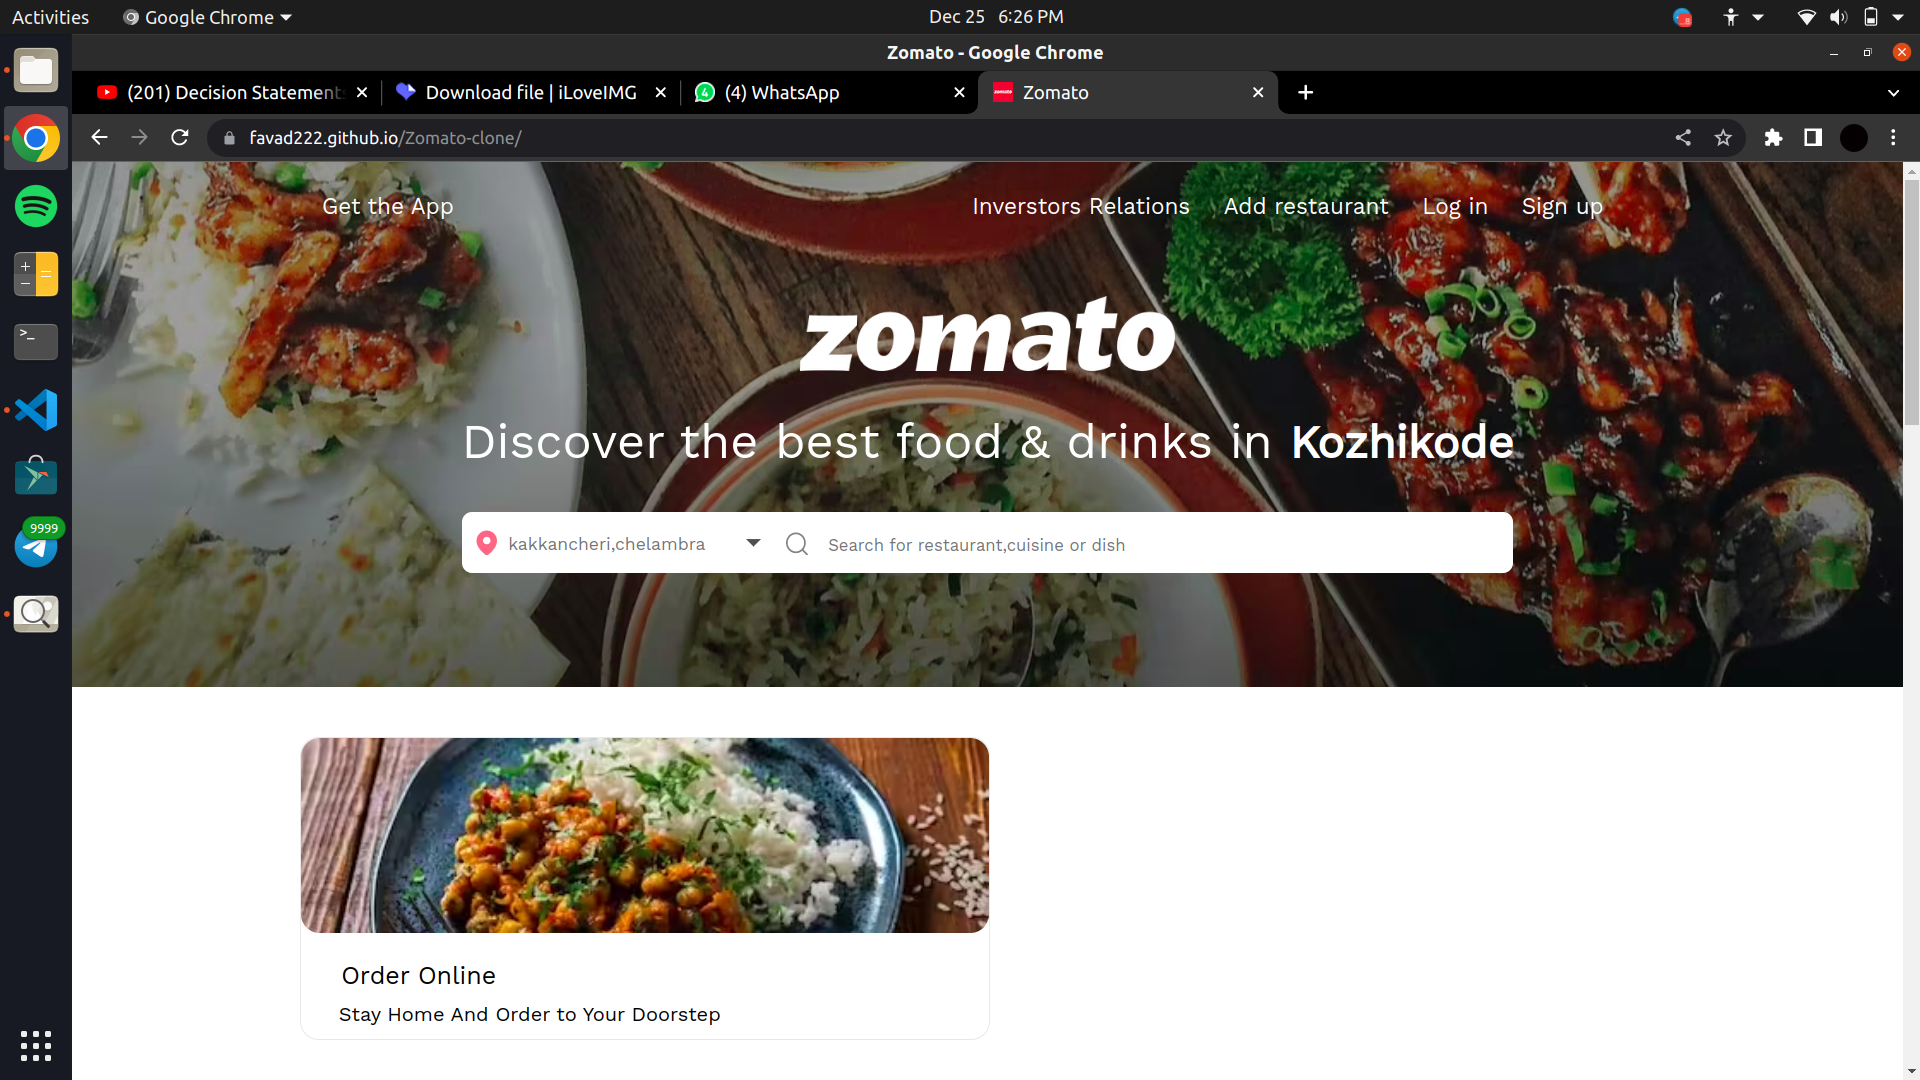 Activities
Google Chrome
Dec 25 6:26 PM
Zomato - Google Chrome
(201) Decision Statement
Download file | iLoveIMG
(4) WhatsApp
Zomato
favad222.github.io/Zomato-clone/
9999
Get the App
Inverstors Relations
Add restaurant
Log in
Sign up
zomato
Discover the best food & drinks in Kozhikode
kakkancheri,chelambra
Search for restaurant,cuisine or dish
Order Online
Stay Home And Order to Your Doorstep